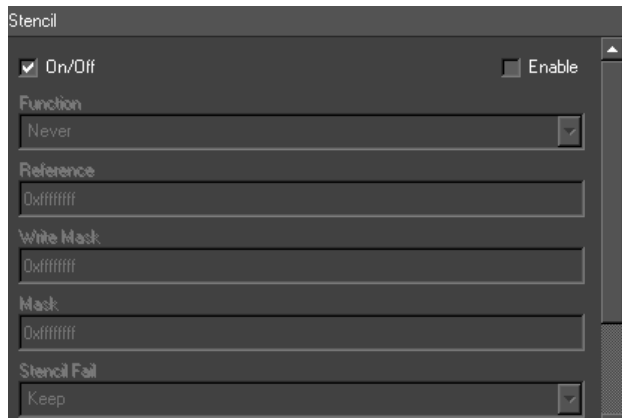 Stencil
On/Off Enable
Function
Never
Reference
0xffffffff
Write Mask
0xffffffff
Mask
0xffffffff
Stencil Fail
Keep